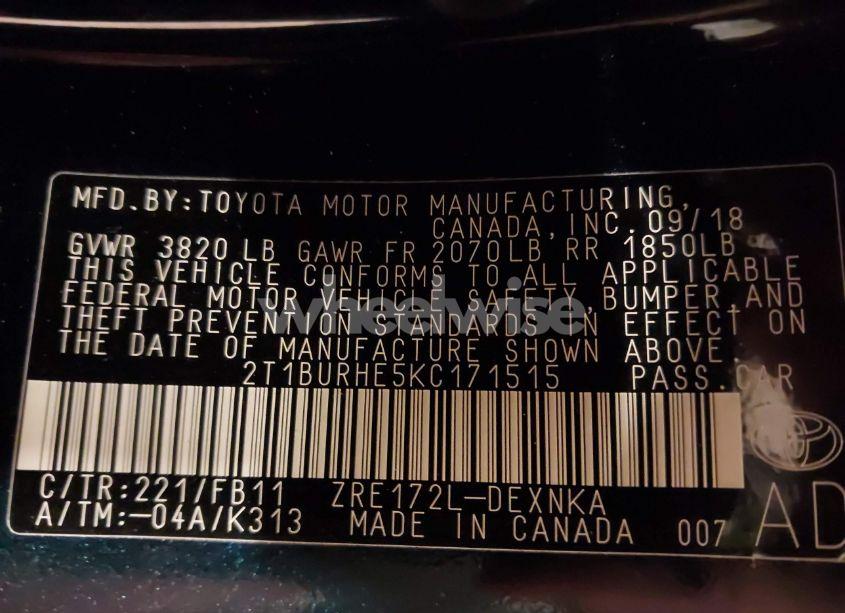 MFD.BY:TOYOTA MOTOR MANUFACTURING,
CANADA,INC. 09/18
GVWR 3820 LB GAWR FR 2070LB RR 1850LB
THIS VEHICLE CONFORMS TO ALL APPLICABLE
FEDERAL MOTOR VEHICLE SAFETY,BUMPER,AND
THEFT PREVENTION STANDARDS IN EFFECT ON
THE DATE OF MANUFACTURE SHOWN ABOVE.
wheelwise
2T1BURHE5KC171515 PASS.CAR
C/TR:221/FB11 ZRE172L-DEXNKA
A/TM:-04A/K313 MADE IN CANADA 007 AD